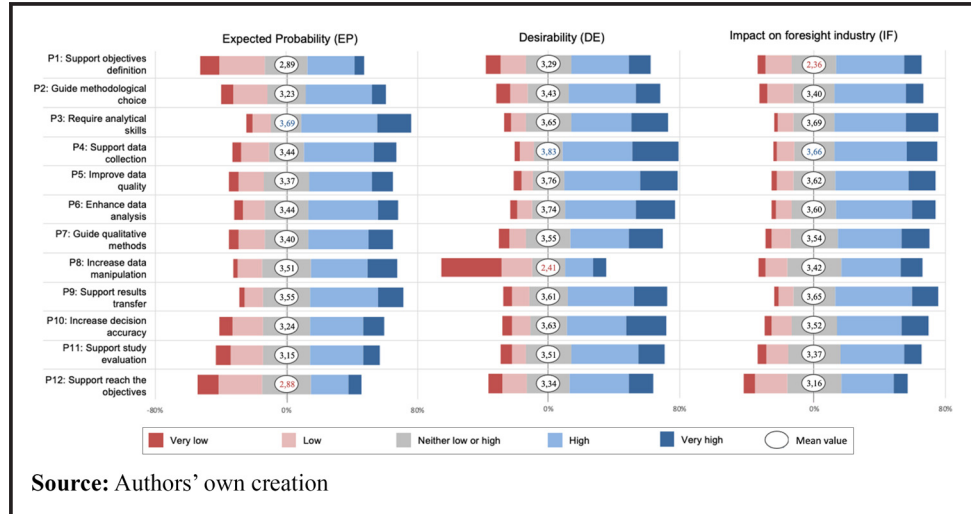 Expected Probability (EP) Desirability (DE) Impact on foresight industry (IF)
P1: Support objectives
definition
2,89 3,29 2,36
P2: Guide methodological
choice
3,23 3,43 3,40
P3: Require analytical
skills
3,69 3,65 3,69
P4: Support data
collection
3,44 3,83 3,66
P5: Improve data
quality
3,37 3,76 3,62
P6: Enhance data
analysis
3,44 3,74 3,60
P7: Guide qualitative
methods
3,40 3,55 3,54
P8: Increase data
manipulation
3,51 2,41 3,42
P9: Support results
transfer
3,55 3,61 3,65
P10: Increase decision
accuracy
3,24 3,63 3,52
P11: Support study
evaluation
3,15 3,51 3,37
P12: Support reach the
objectives
2,88 3,34 3,16
-80% 0% 80% 0% 80% 0% 80%
Very low Low Neither low or high High Very high Mean value
Source: Authors’ own creation